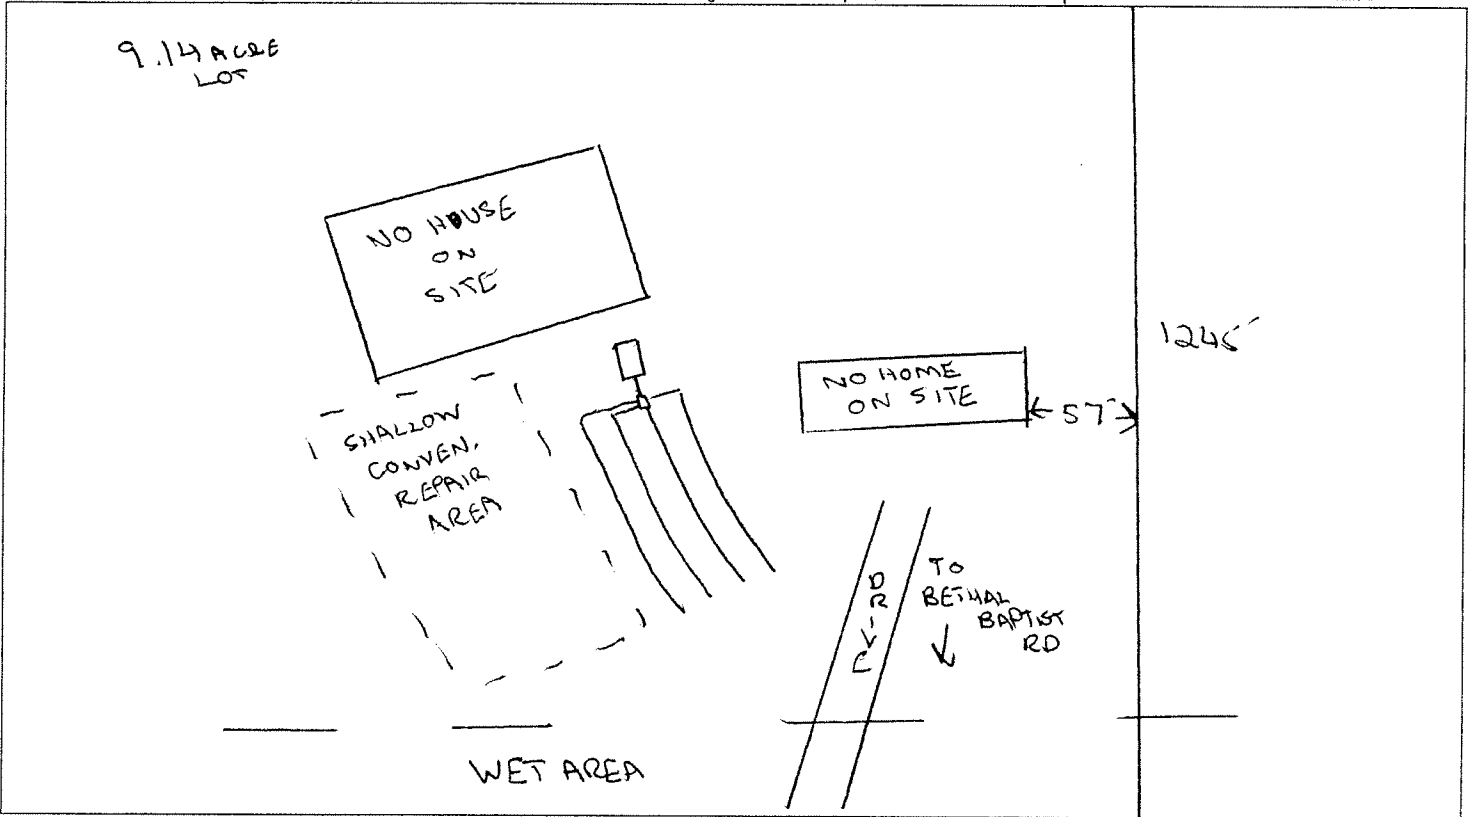 9.14 ACRE
LOT
NO HOUSE
ON
SITE
1245'
NO HOME
ON SITE
57'
SHALLOW
CONVEN.
REPAIR
AREA
DRIVE
TO
BETHAL
BAPTIST
RD
WET AREA